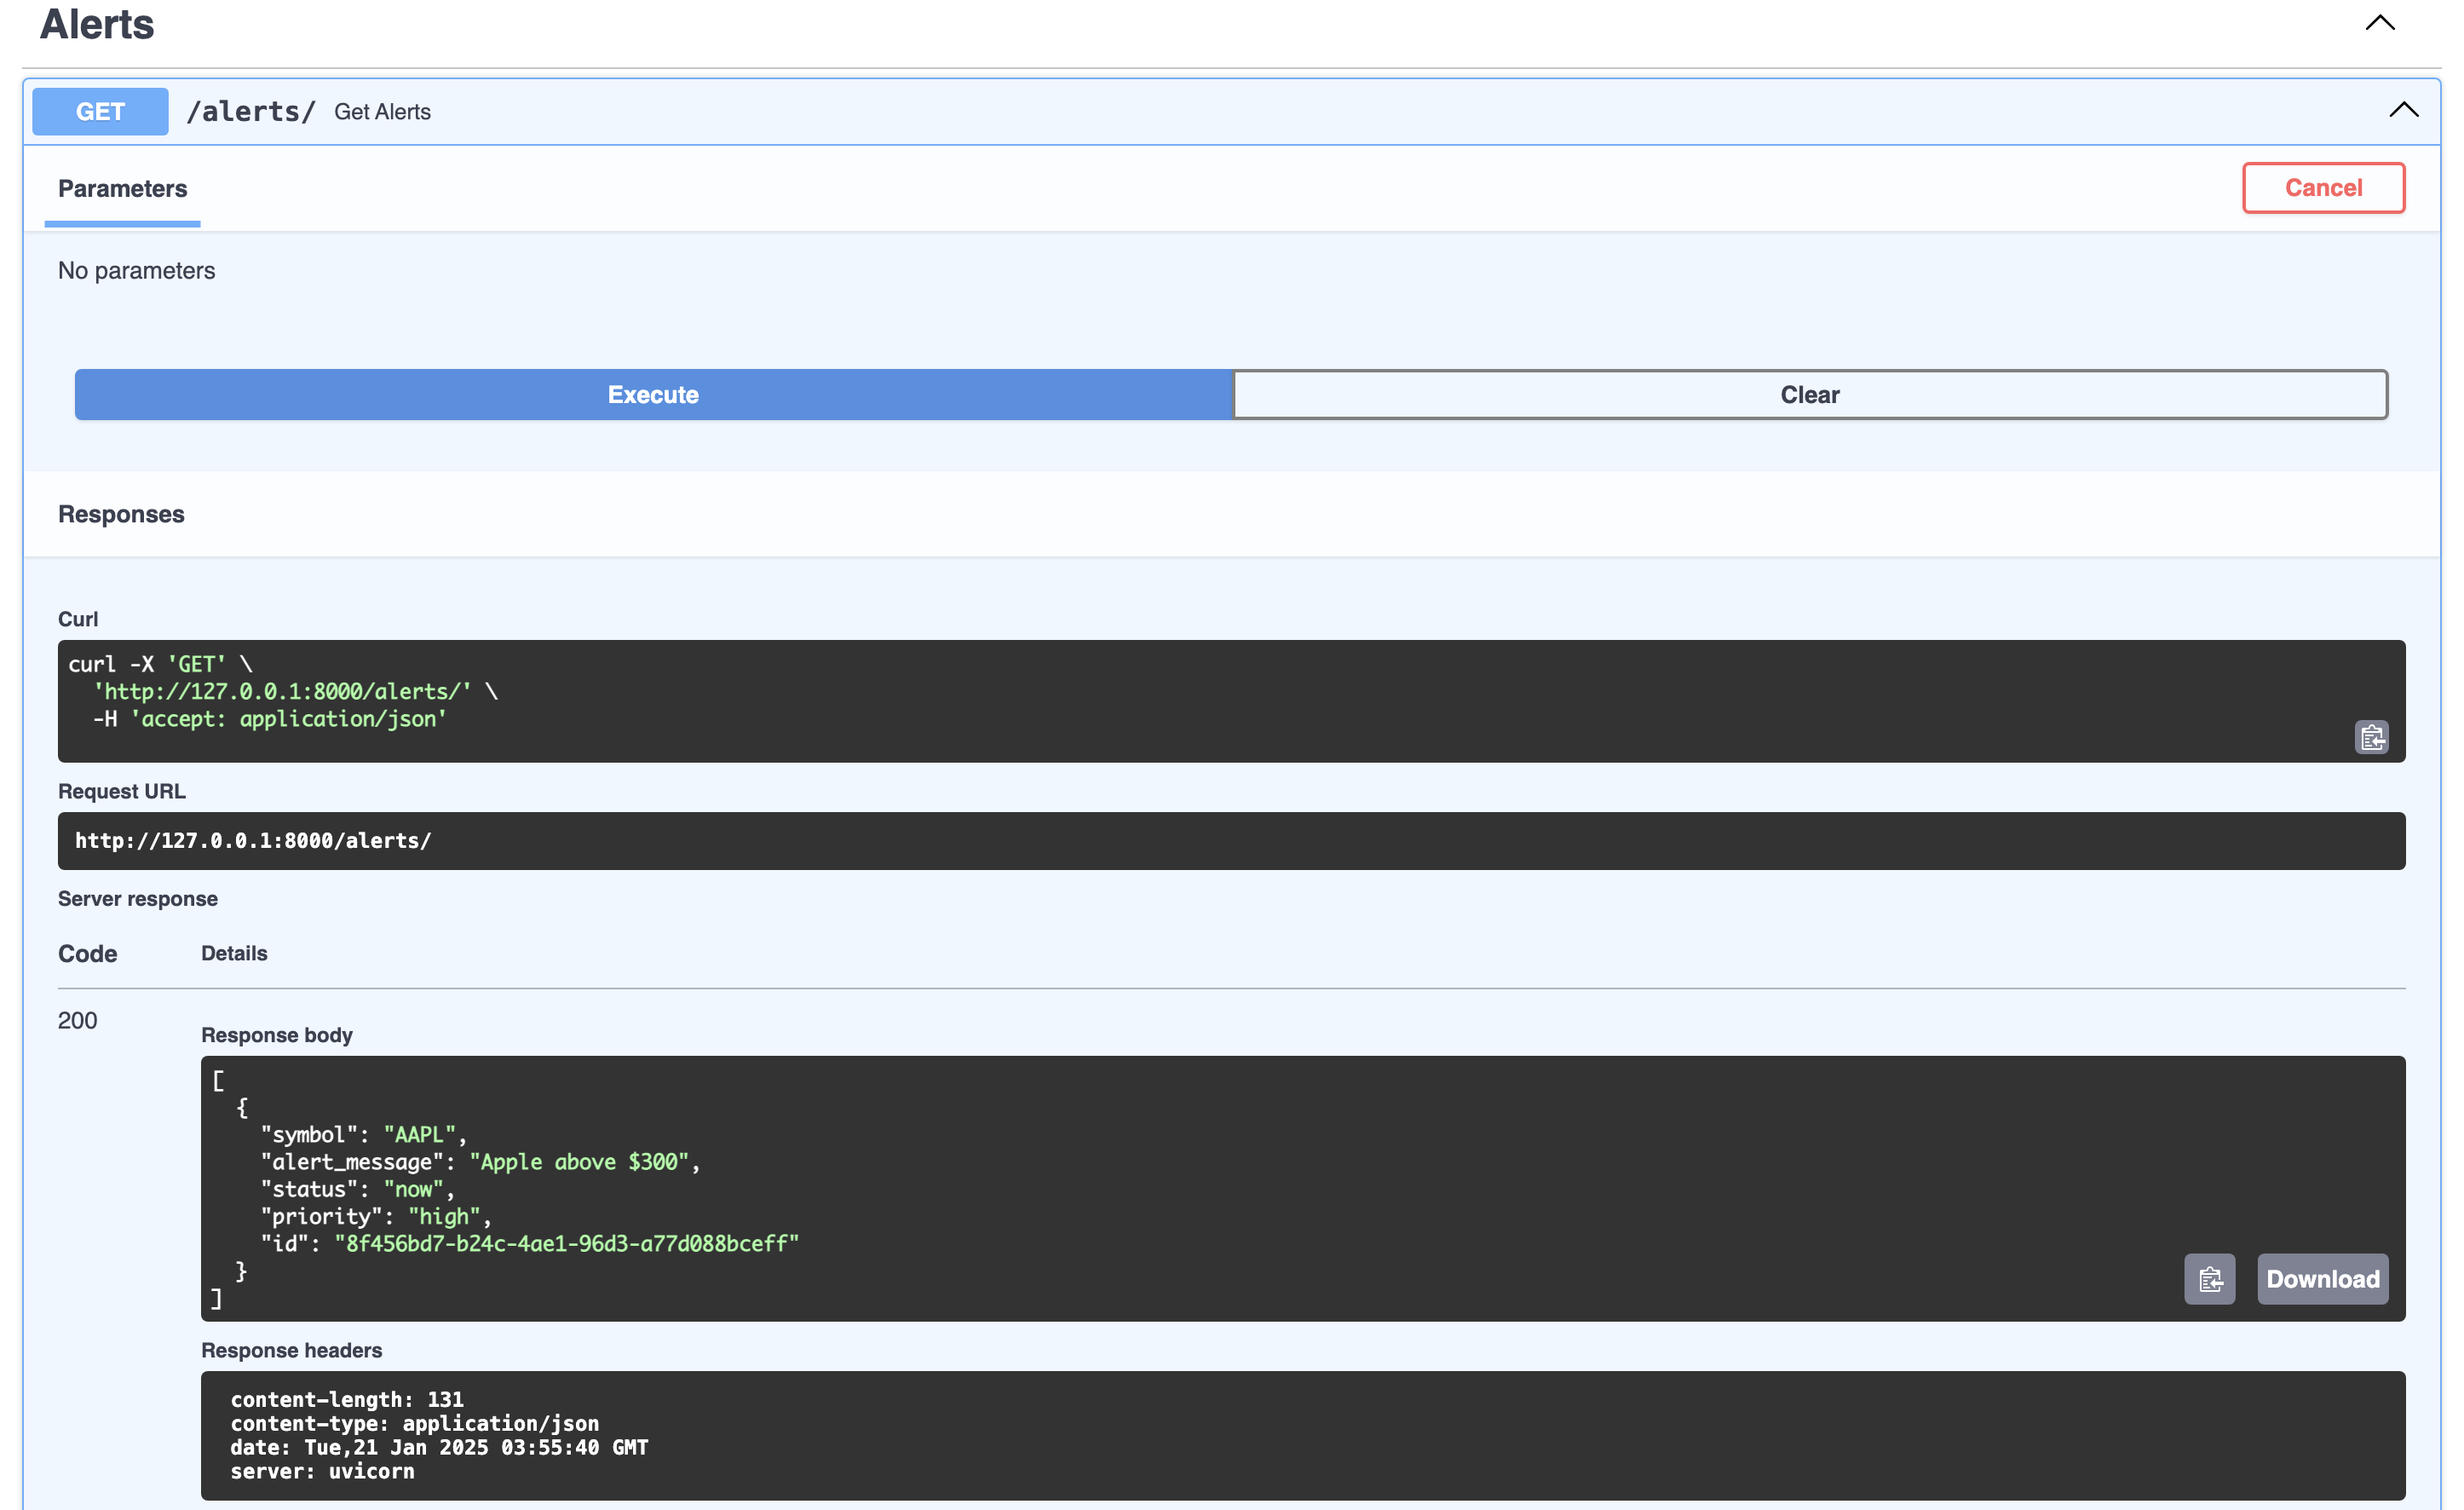 Alerts
GET /alerts/ Get Alerts
Parameters
Cancel
No parameters
Execute
Clear
Responses
Curl
curl -X 'GET' \
  'http://127.0.0.1:8000/alerts/' \
  -H 'accept: application/json'
Request URL
http://127.0.0.1:8000/alerts/
Server response
Code Details
200
Response body
[
  {
    "symbol": "AAPL",
    "alert_message": "Apple above $300",
    "status": "now",
    "priority": "high",
    "id": "8f456bd7-b24c-4ae1-96d3-a77d088bceff"
  }
]
Download
Response headers
content-length: 131
content-type: application/json
date: Tue,21 Jan 2025 03:55:40 GMT
server: uvicorn